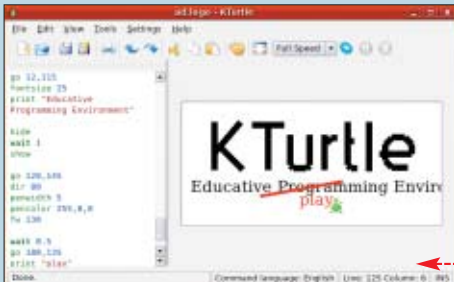 ad.logo - KTurtle
File Edit View Tools Settings Help
Full Speed
go 12,115
fontsize 25
print "Educative
Programming Environment"
hide
wait 1
show
go 120,145
dir 80
penwidth 5
pencolor 255,0,0
fw 130
wait 0.5
go 180,135
print "play"
KTurtle
Educative Programming Enviro
play
Done.
Command language: English
Line: 125 Column: 6
INS